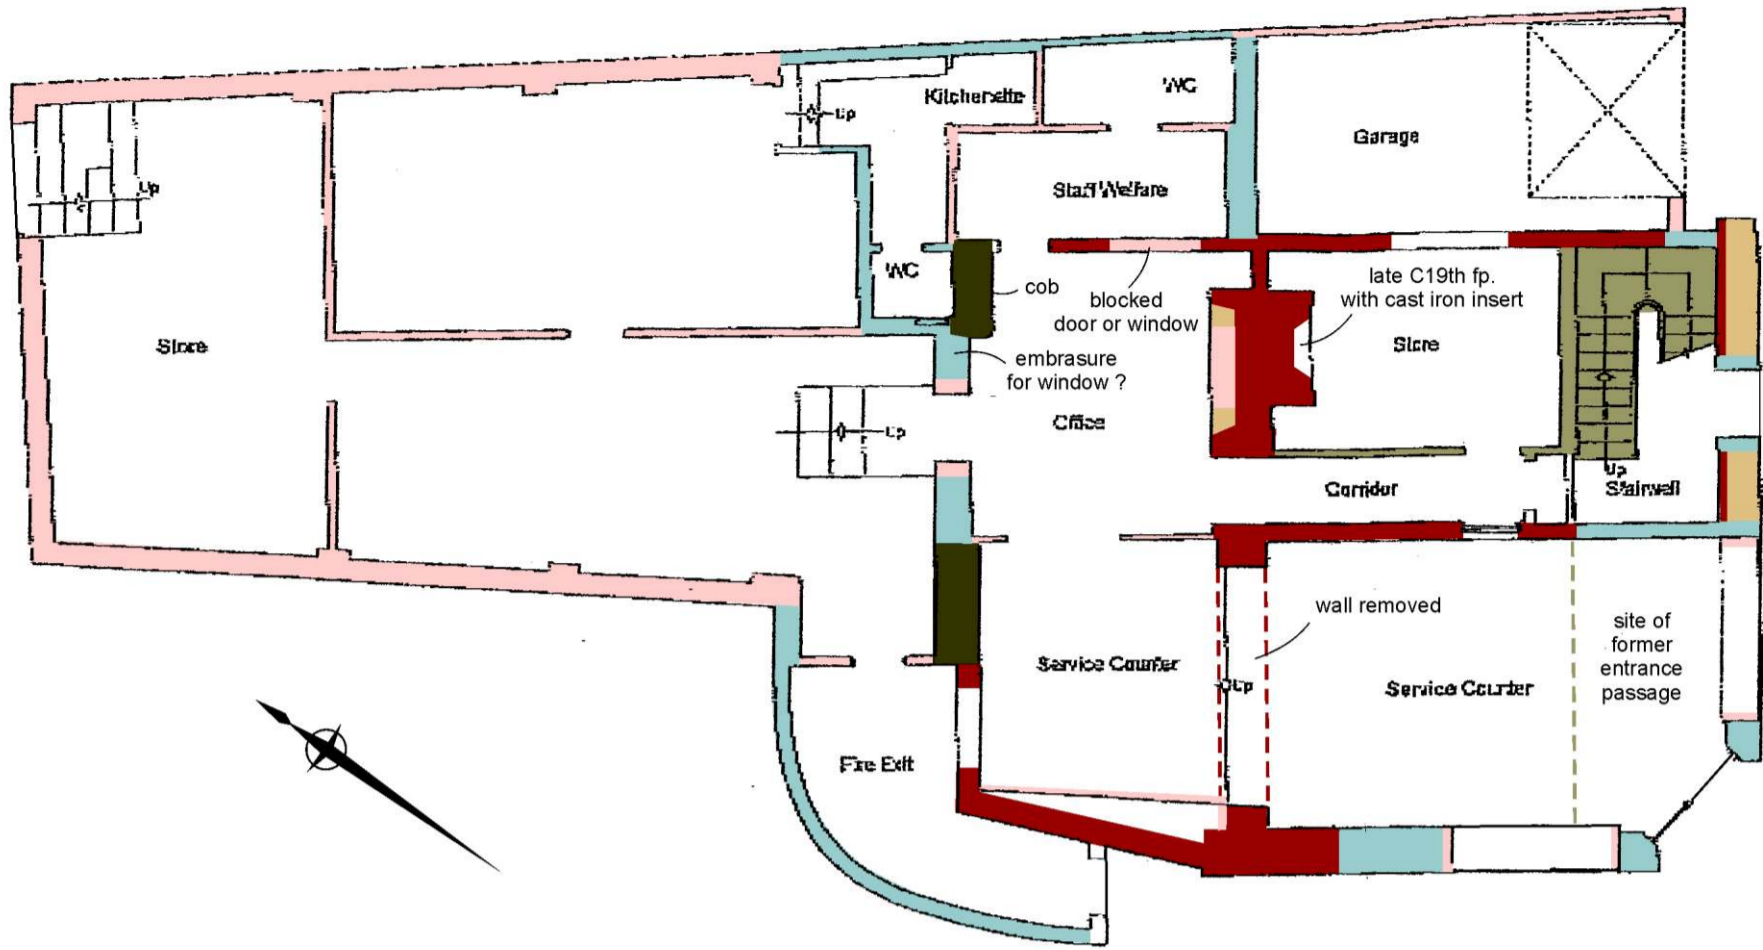 WC
Kitchenette
Up
Garage
Up
Staff Welfare
WC
cob
blocked
door or window
late C19th fp.
with cast iron insert
Store
Store
embrasure
for window ?
Office
Up
Up
Corridor
Stairwell
wall removed
site of
former
entrance
passage
Service Counter
Up
Service Counter
Fire Exit